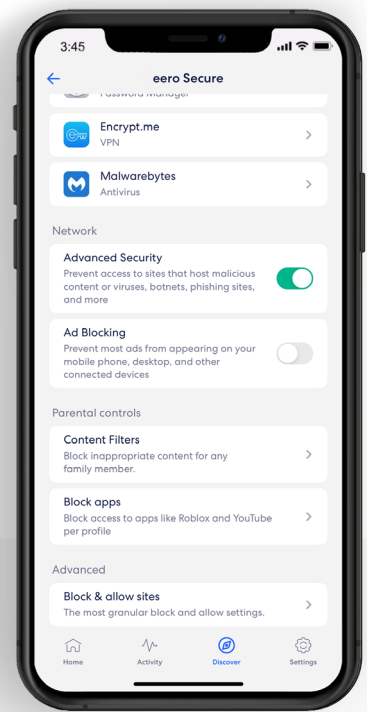 3:45
eero Secure
Password Manager
Encrypt.me
VPN
Malwarebytes
Antivirus
Network
Advanced Security
Prevent access to sites that host malicious
content or viruses, botnets, phishing sites,
and more
Ad Blocking
Prevent most ads from appearing on your
mobile phone, desktop, and other
connected devices
Parental controls
Content Filters
Block inappropriate content for any
family member.
Block apps
Block access to apps like Roblox and YouTube
per profile
Advanced
Block & allow sites
The most granular block and allow settings.
Home
Activity
Discover
Settings